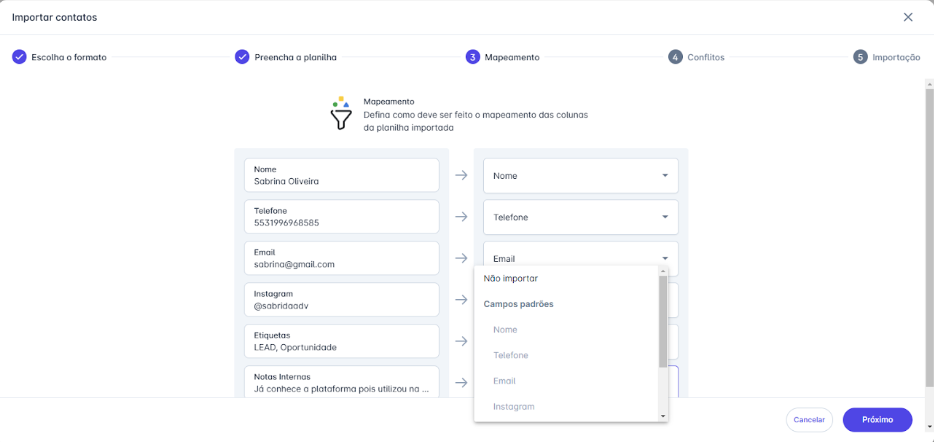 Importar contatos
Escolha o formato
Preencha a planilha
3 Mapeamento
4 Conflitos
5 Importação
Mapeamento
Defina como deve ser feito o mapeamento das colunas
da planilha importada
Nome
Sabrina Oliveira
Nome
Telefone
5531996968585
Telefone
Email
sabrina@gmail.com
Email
Instagram
@sabridaadv
Etiquetas
LEAD, Oportunidade
Notas Internas
Já conhece a plataforma pois utilizou na ...
Não importar
Campos padrões
Nome
Telefone
Email
Instagram
Cancelar
Próximo